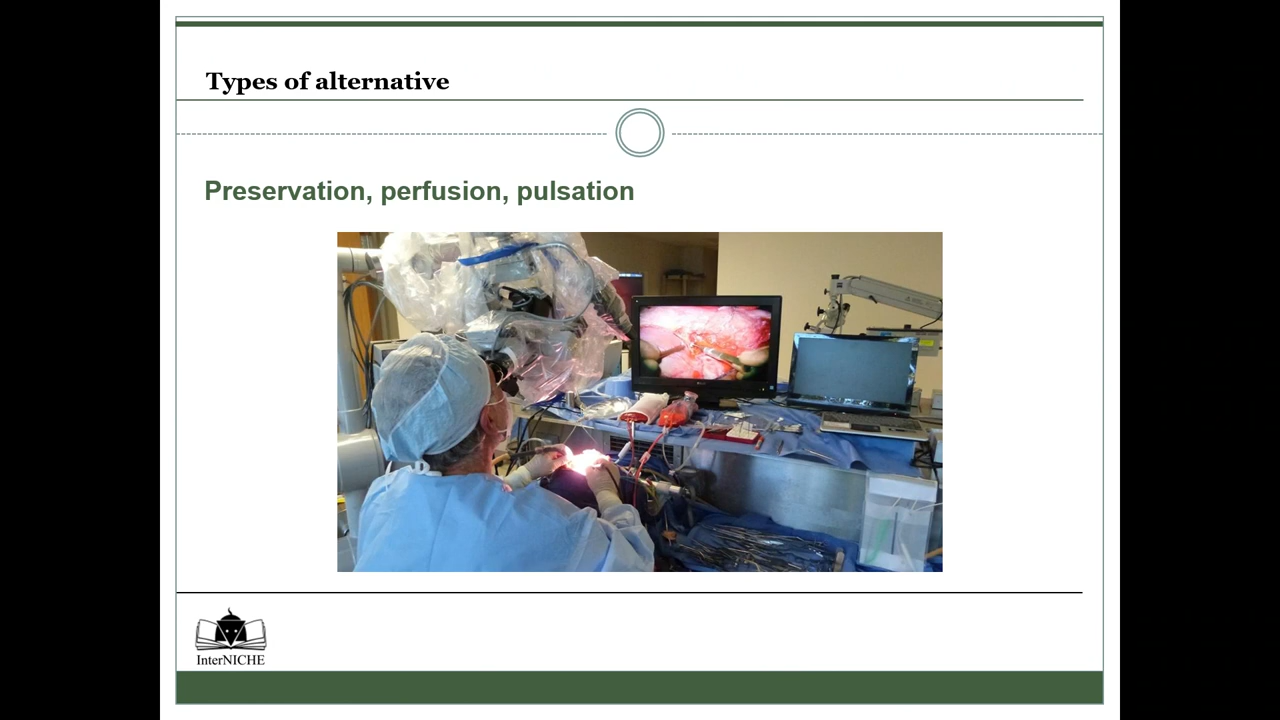 Types of alternative
Preservation, perfusion, pulsation
InterNICHE